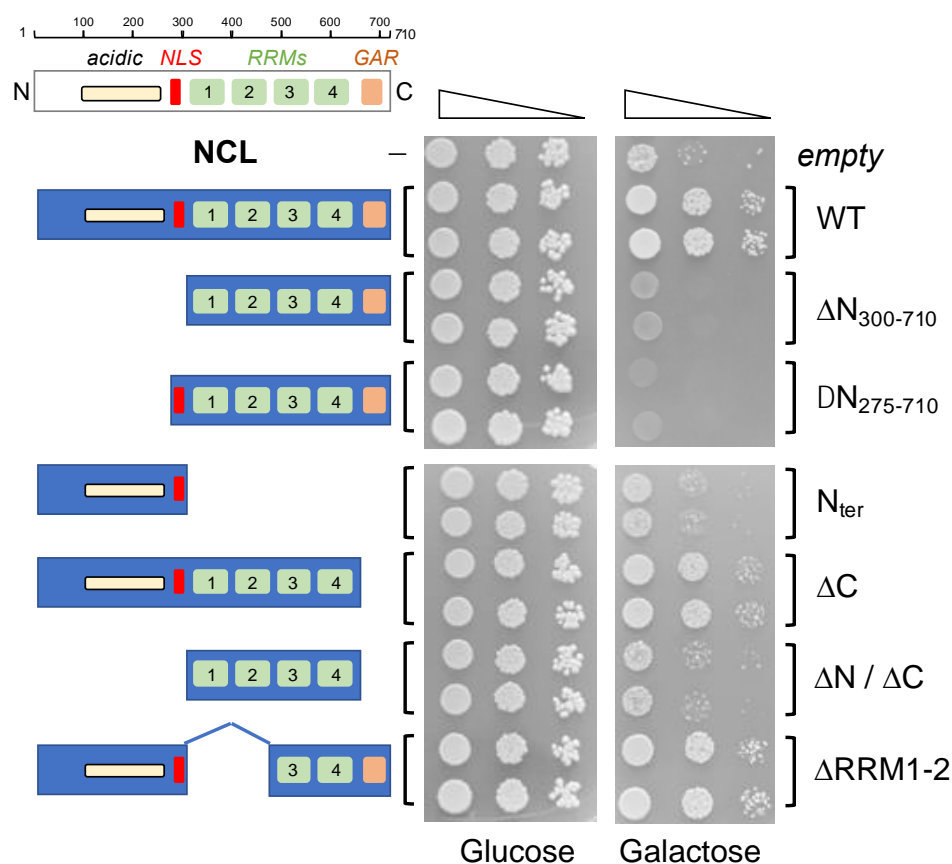 1 100 200 300 400 500 600 700 710
acidic NLS RRMs GAR
N 1 2 3 4 C
NCL – empty
1 2 3 4 WT
1 2 3 4 ΔN300-710
1 2 3 4 DN275-710
Nter
1 2 3 4 ΔC
1 2 3 4 ΔN / ΔC
3 4 ΔRRM1-2
Glucose Galactose